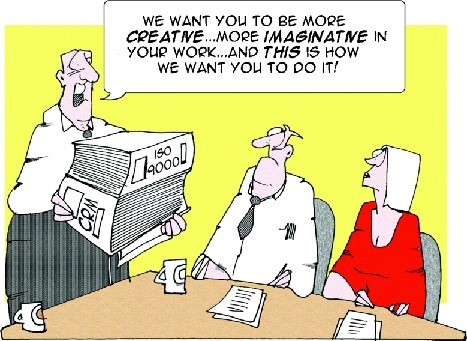 WE WANT YOU TO BE MORE
CREATIVE...MORE IMAGINATIVE IN
YOUR WORK...AND THIS IS HOW
WE WANT YOU TO DO IT!
ISO
9000
CRM